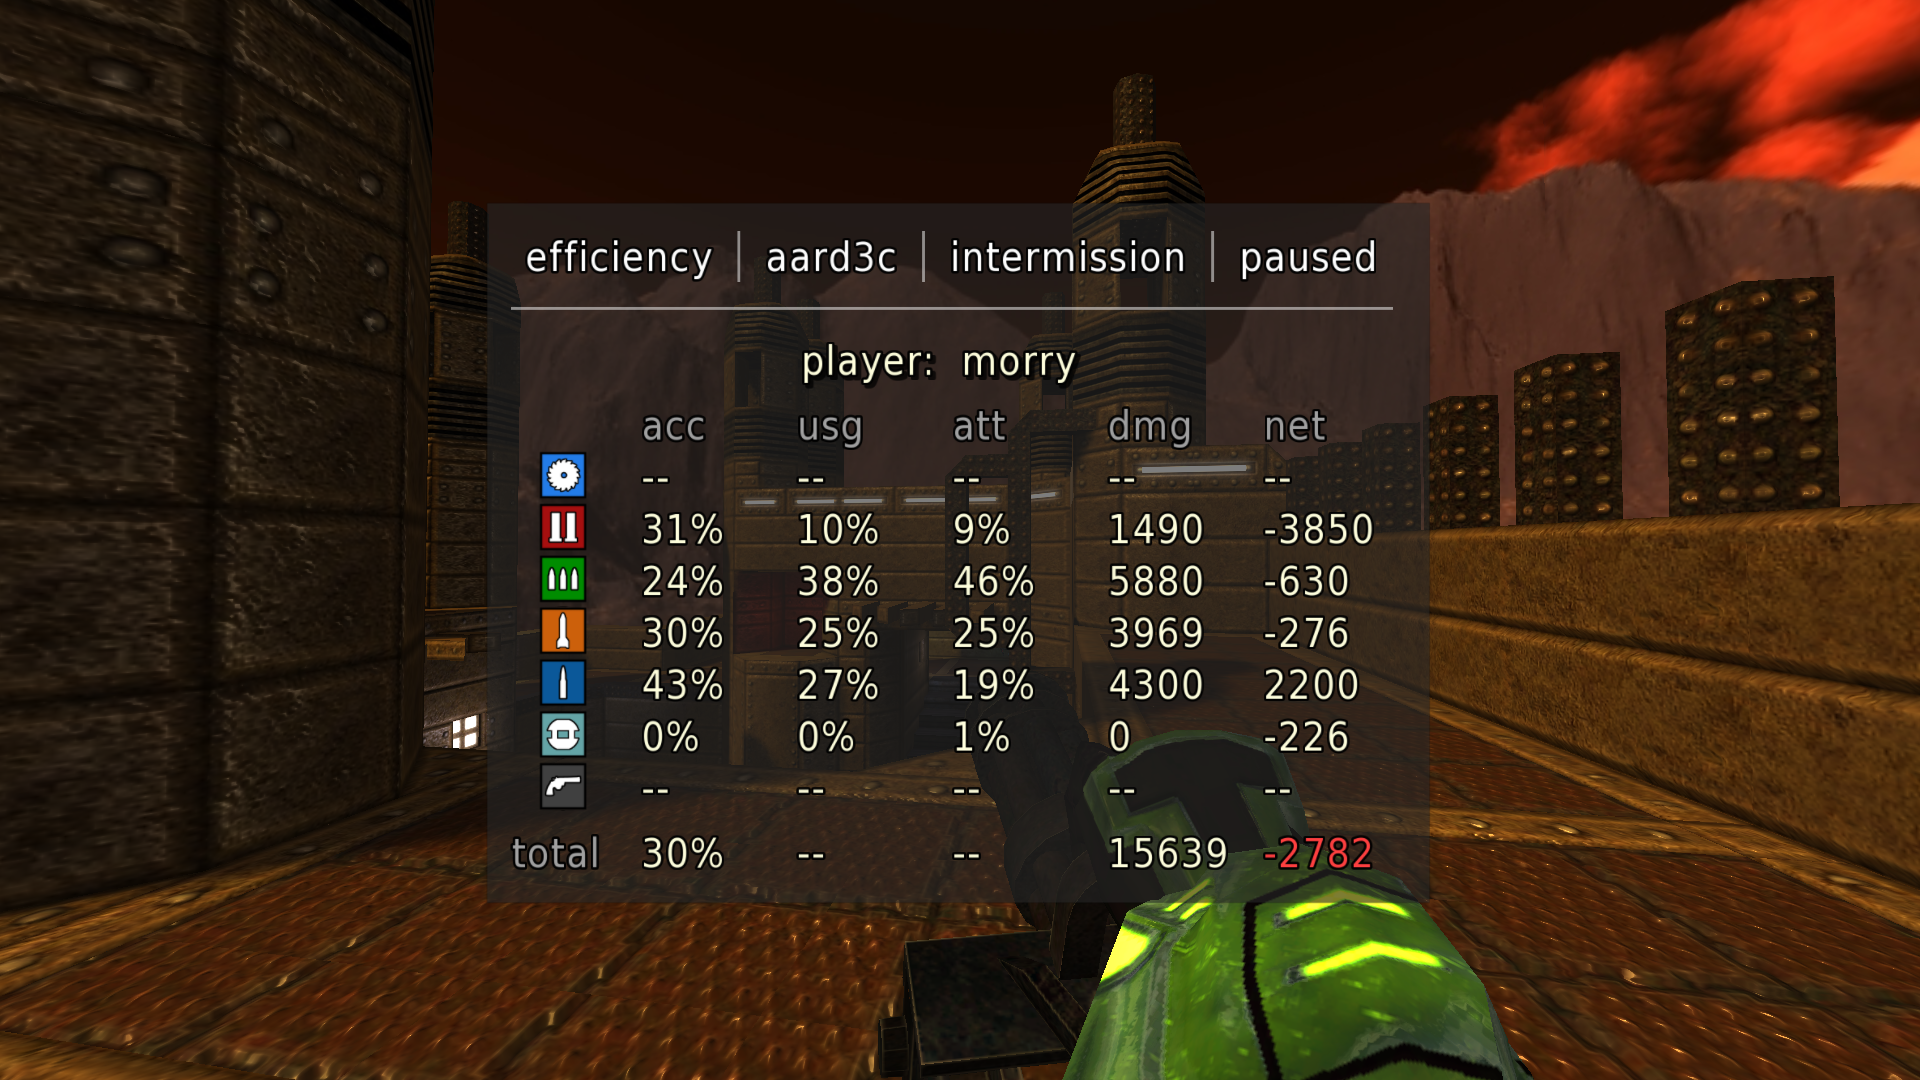 efficiency aard3c intermission paused
player: morry
acc usg att dmg net
-- -- -- -- --
31% 10% 9% 1490 -3850
24% 38% 46% 5880 -630
30% 25% 25% 3969 -276
43% 27% 19% 4300 2200
0% 0% 1% 0 -226
-- -- -- -- --
total 30% -- -- 15639 -2782